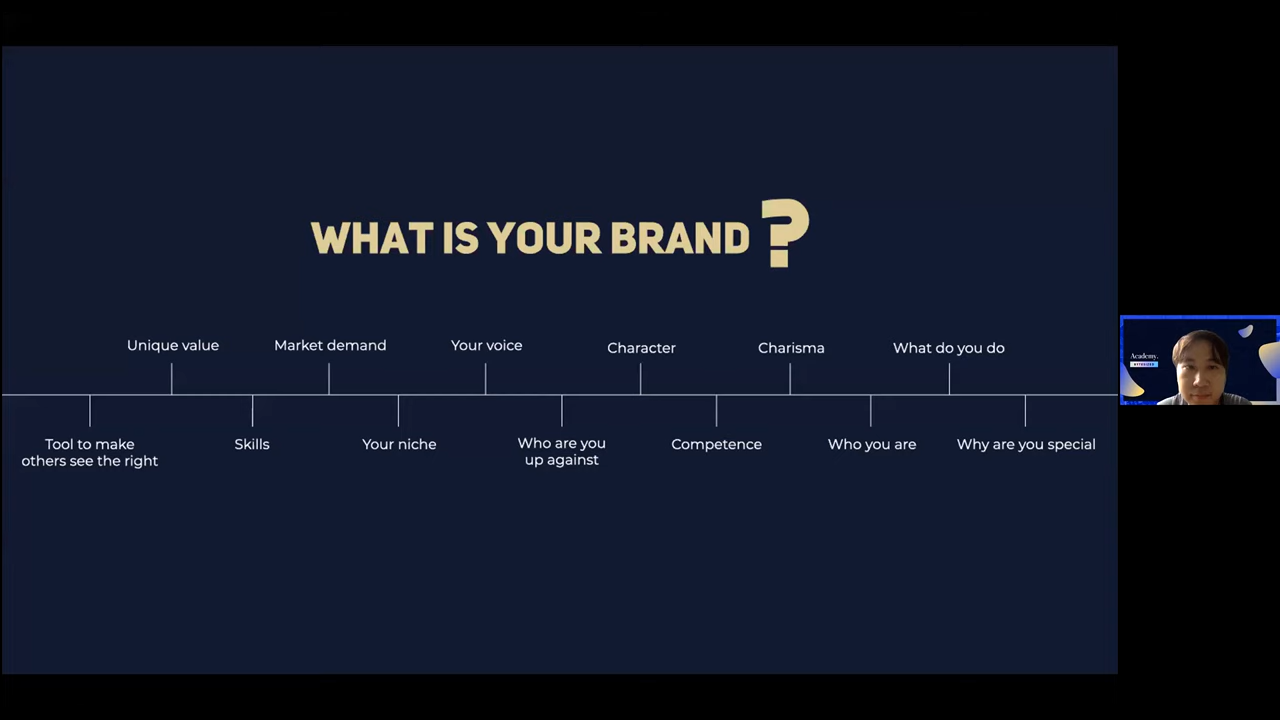 WHAT IS YOUR BRAND?
Unique value
Market demand
Your voice
Character
Charisma
What do you do
Tool to make
others see the right
Skills
Your niche
Who are you
up against
Competence
Who you are
Why are you special
Academy.